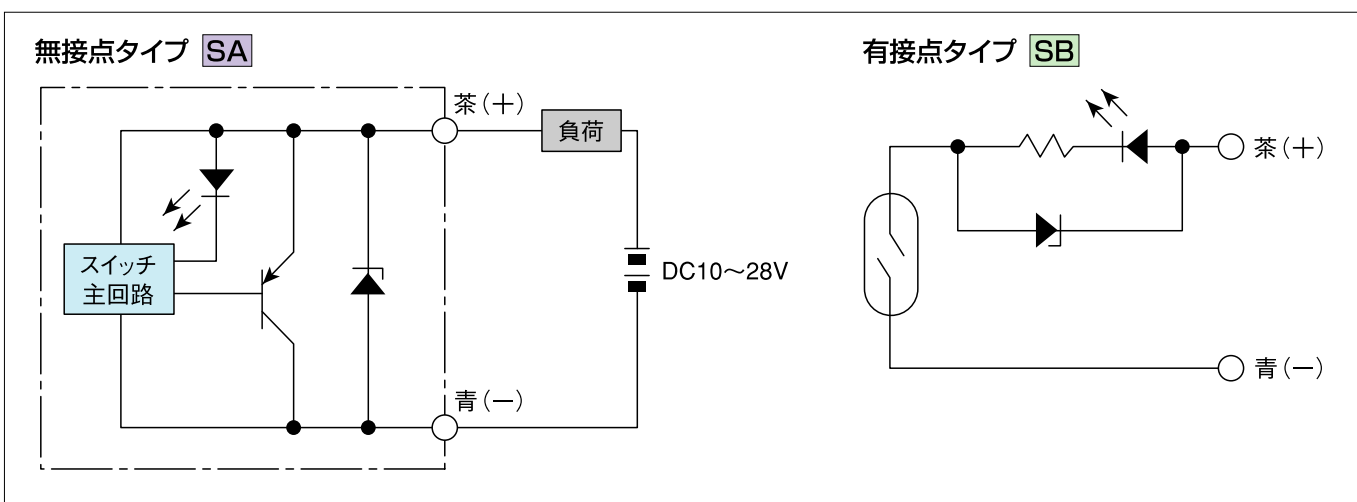 無接点タイプ SA
茶(+)
負荷
スイッチ
主回路
DC10~28V
青(-)
有接点タイプ SB
茶(+)
青(-)